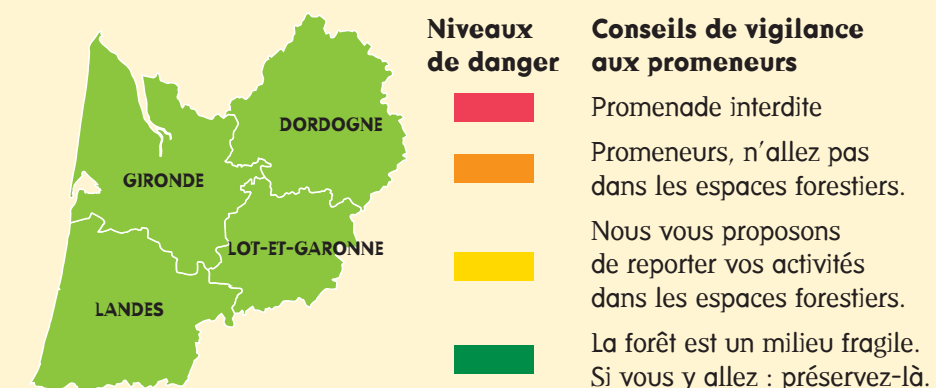 DORDOGNE
GIRONDE
LOT-ET-GARONNE
LANDES
Niveaux
de danger
Conseils de vigilance
aux promeneurs
Promenade interdite
Promeneurs, n’allez pas
dans les espaces forestiers.
Nous vous proposons
de reporter vos activités
dans les espaces forestiers.
La forêt est un milieu fragile.
Si vous y allez : préservez-là.